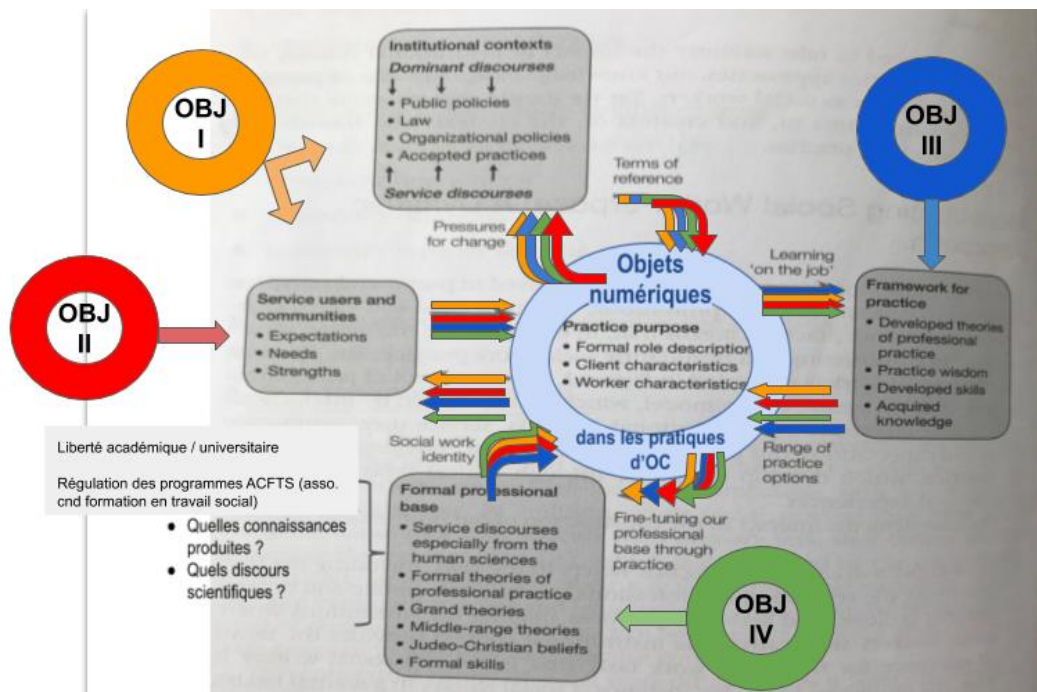 OBJ
I
Institutional contexts
Dominant discourses
• Public policies
• Law
• Organizational policies
• Accepted practices
Service discourses
OBJ
III
Terms of
reference
Pressures
for change
Learning
'on the job'
OBJ
II
Service users and
communities
• Expectations
• Needs
• Strengths
Objets
numériques
Practice purpose
• Formal role description
• Client characteristics
• Worker characteristics
dans les pratiques
d'OC
Framework for
practice
• Developed theories
of professional
practice
• Practice wisdom
• Developed skills
• Acquired
knowledge
Social work
identity
Range of
practice
options
Liberté académique / universitaire
Régulation des programmes ACFTS (asso.
cnd formation en travail social)
• Quelles connaissances
produites ?
• Quels discours
scientifiques ?
Formal professional
base
• Service discourses
especially from the
human sciences
• Formal theories of
professional practice
• Grand theories
• Middle-range theories
• Judeo-Christian beliefs
• Formal skills
Fine-tuning our
professional
base through
practice
OBJ
IV